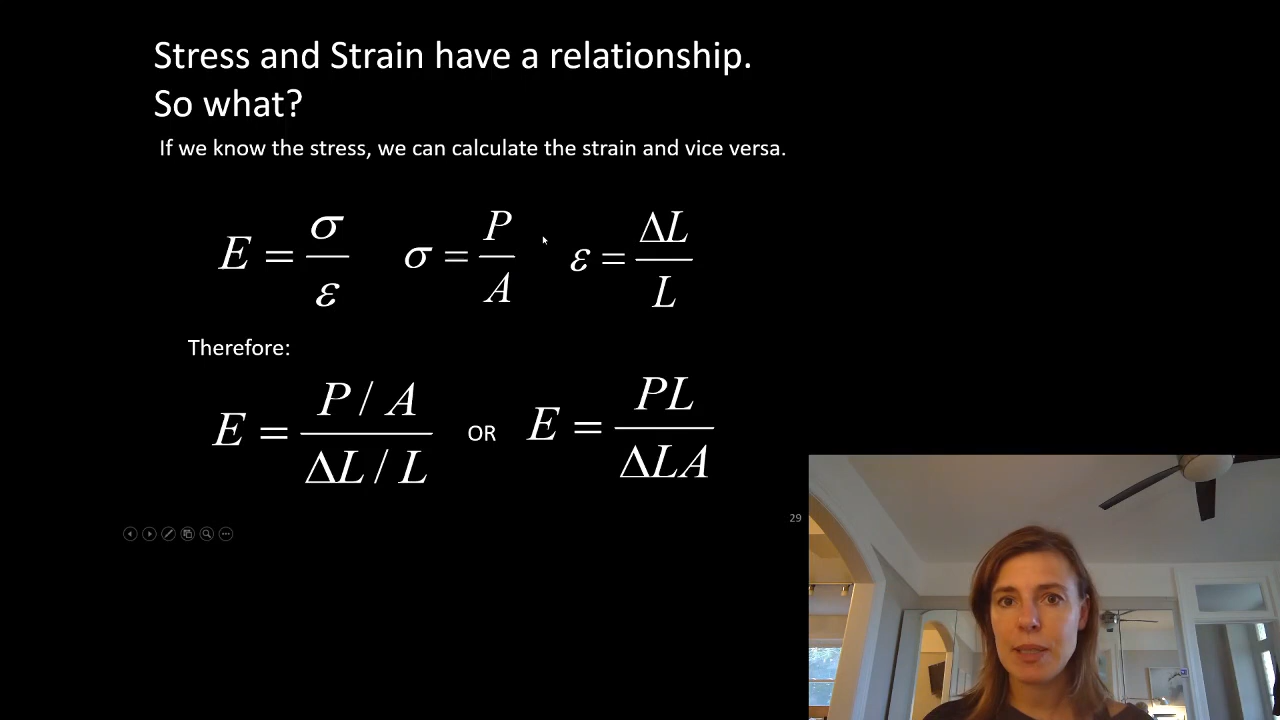 Stress and Strain have a relationship.
So what?
If we know the stress, we can calculate the strain and vice versa.
E = σ/ε σ = P/A ε = ΔL/L
Therefore:
E = (P / A)/(ΔL / L) OR E = PL/ΔLA
29